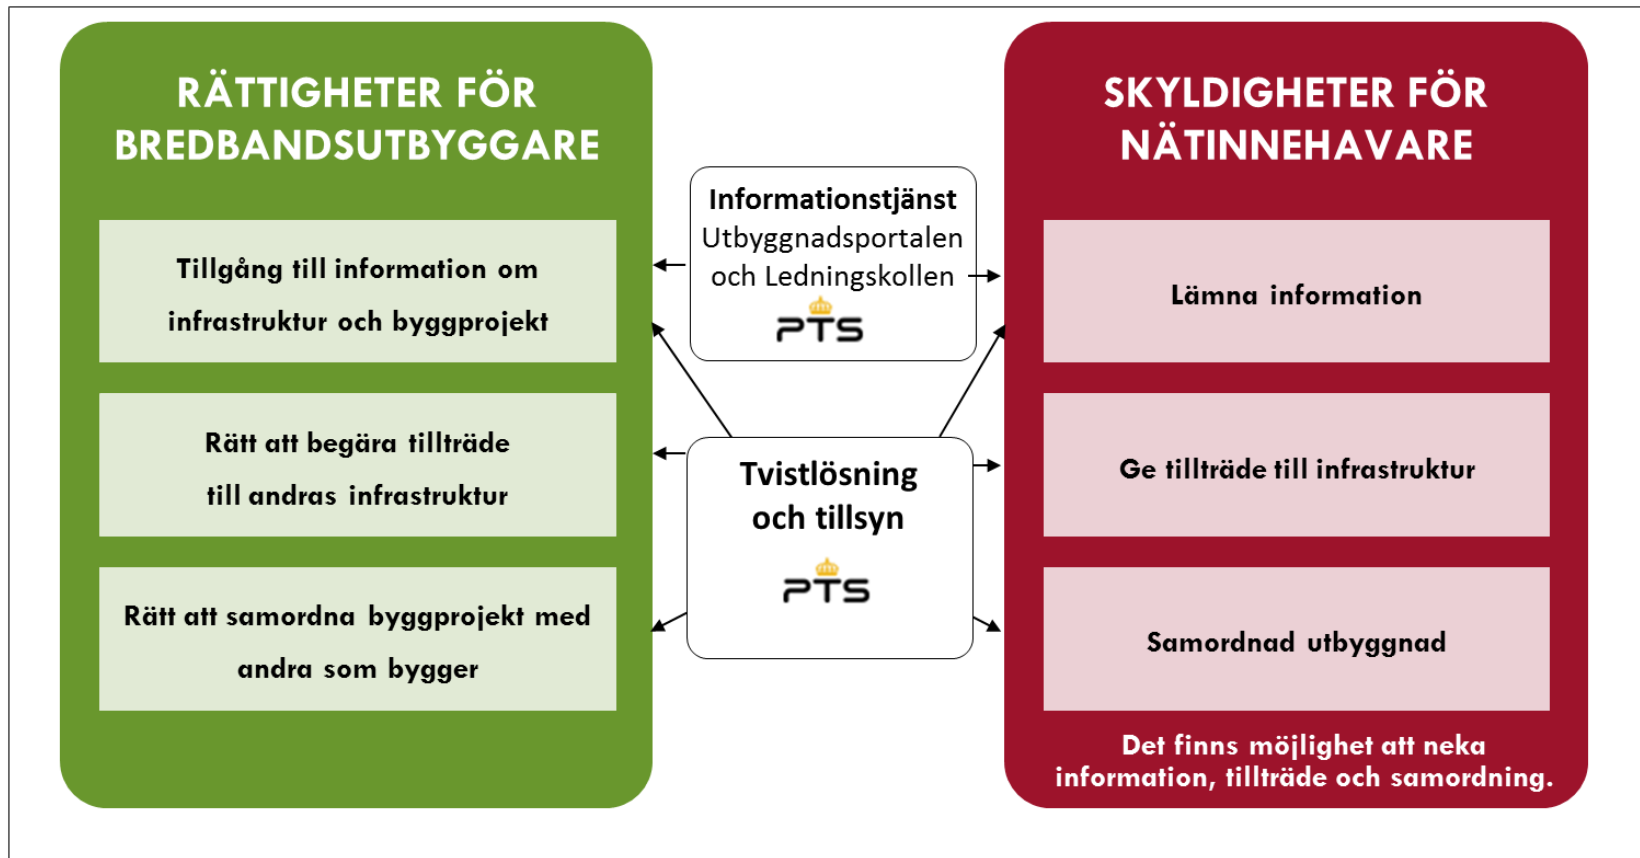 RÄTTIGHETER FÖR
BREDBANDSUTBYGGARE
Tillgång till information om
infrastruktur och byggprojekt
Rätt att begära tillträde
till andras infrastruktur
Rätt att samordna byggprojekt med
andra som bygger
Informationstjänst
Utbyggnadsportalen
och Ledningskollen
PTS
Tvistlösning
och tillsyn
PTS
SKYLDIGHETER FÖR
NÄTINNEHAVARE
Lämna information
Ge tillträde till infrastruktur
Samordnad utbyggnad
Det finns möjlighet att neka
information, tillträde och samordning.